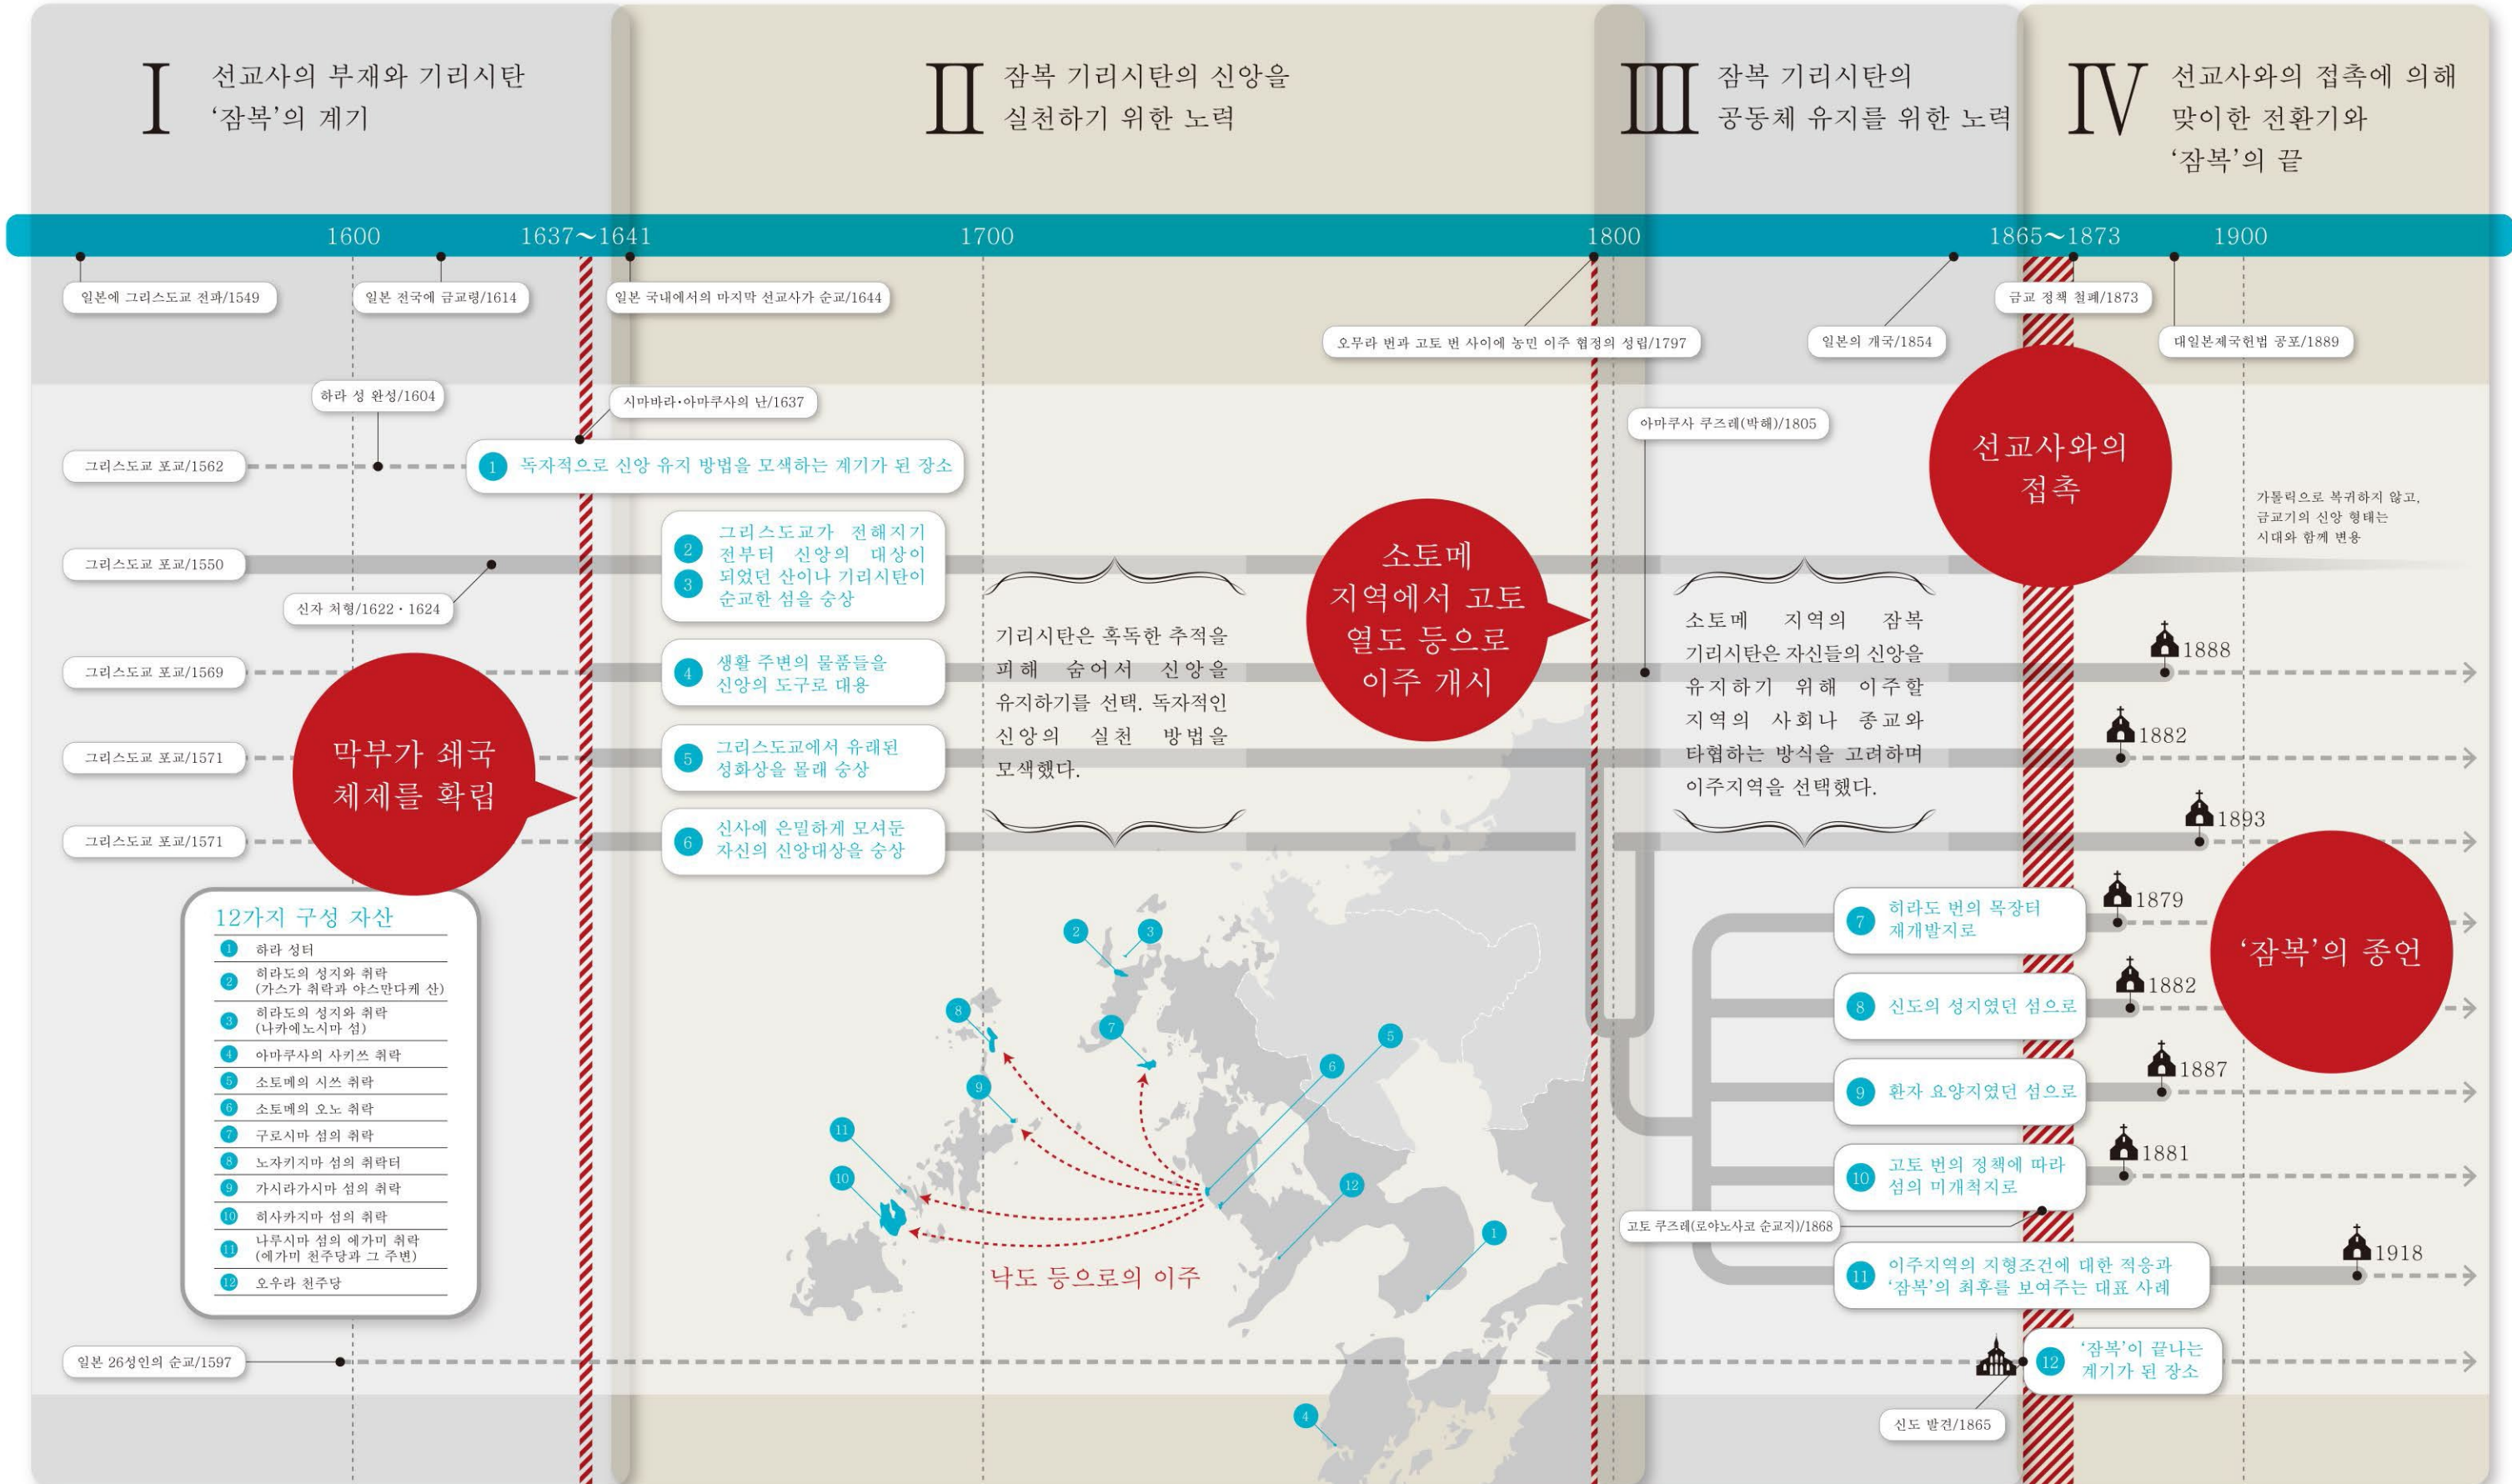 I
선교사의 부재와 기리시탄
‘잠복’의 계기
II
잠복 기리시탄의 신앙을
실천하기 위한 노력
III
잠복 기리시탄의
공동체 유지를 위한 노력
IV
선교사와의 접촉에 의해
맞이한 전환기와
‘잠복’의 끝
1600
1637～1641
1700
1800
1865～1873
1900
일본에 그리스도교 전파/1549
일본 전국에 금교령/1614
일본 국내에서의 마지막 선교사가 순교/1644
오무라 번과 고토 번 사이에 농민 이주 협정의 성립/1797
일본의 개국/1854
금교 정책 철폐/1873
대일본제국헌법 공포/1889
하라 성 완성/1604
시마바라·아마쿠사의 난/1637
아마쿠사 쿠즈레(박해)/1805
그리스도교 포교/1562
1 독자적으로 신앙 유지 방법을 모색하는 계기가 된 장소
선교사와의
접촉
가톨릭으로 복귀하지 않고,
금교기의 신앙 형태는
시대와 함께 변용
그리스도교 포교/1550
신자 처형/1622・1624
2
3
그리스도교가 전해지기
전부터 신앙의 대상이
되었던 산이나 기리시탄이
순교한 섬을 숭상
소토메
지역에서 고토
열도 등으로
이주 개시
그리스도교 포교/1569
4 생활 주변의 물품들을
신앙의 도구로 대용
1888
그리스도교 포교/1571
5 그리스도교에서 유래된
성화상을 몰래 숭상
1882
그리스도교 포교/1571
6 신사에 은밀하게 모셔둔
자신의 신앙대상을 숭상
1893
막부가 쇄국
체제를 확립
기리시탄은 혹독한 추적을
피해 숨어서 신앙을
유지하기를 선택. 독자적인
신앙의 실천 방법을
모색했다.
소토메 지역의 잠복
기리시탄은 자신들의 신앙을
유지하기 위해 이주할
지역의 사회나 종교와
타협하는 방식을 고려하며
이주지역을 선택했다.
12가지 구성 자산
1 하라 성터
2 히라도의 성지와 취락
(가스가 취락과 야스만다케 산)
3 히라도의 성지와 취락
(나카에노시마 섬)
4 아마쿠사의 사키쓰 취락
5 소토메의 시쓰 취락
6 소토메의 오노 취락
7 구로시마 섬의 취락
8 노자키지마 섬의 취락터
9 가시라가시마 섬의 취락
10 히사카지마 섬의 취락
11 나루시마 섬의 에가미 취락
(에가미 천주당과 그 주변)
12 오우라 천주당
2
3
8
7
5
6
9
11
10
12
1
4
낙도 등으로의 이주
7 히라도 번의 목장터
재개발지로
1879
8 신도의 성지였던 섬으로
1882
9 환자 요양지였던 섬으로
1887
10 고토 번의 정책에 따라
섬의 미개척지로
1881
고토 쿠즈레(로야노사코 순교지)/1868
11 이주지역의 지형조건에 대한 적응과
‘잠복’의 최후를 보여주는 대표 사례
1918
‘잠복’의 종언
일본 26성인의 순교/1597
12 ‘잠복’이 끝나는
계기가 된 장소
신도 발견/1865